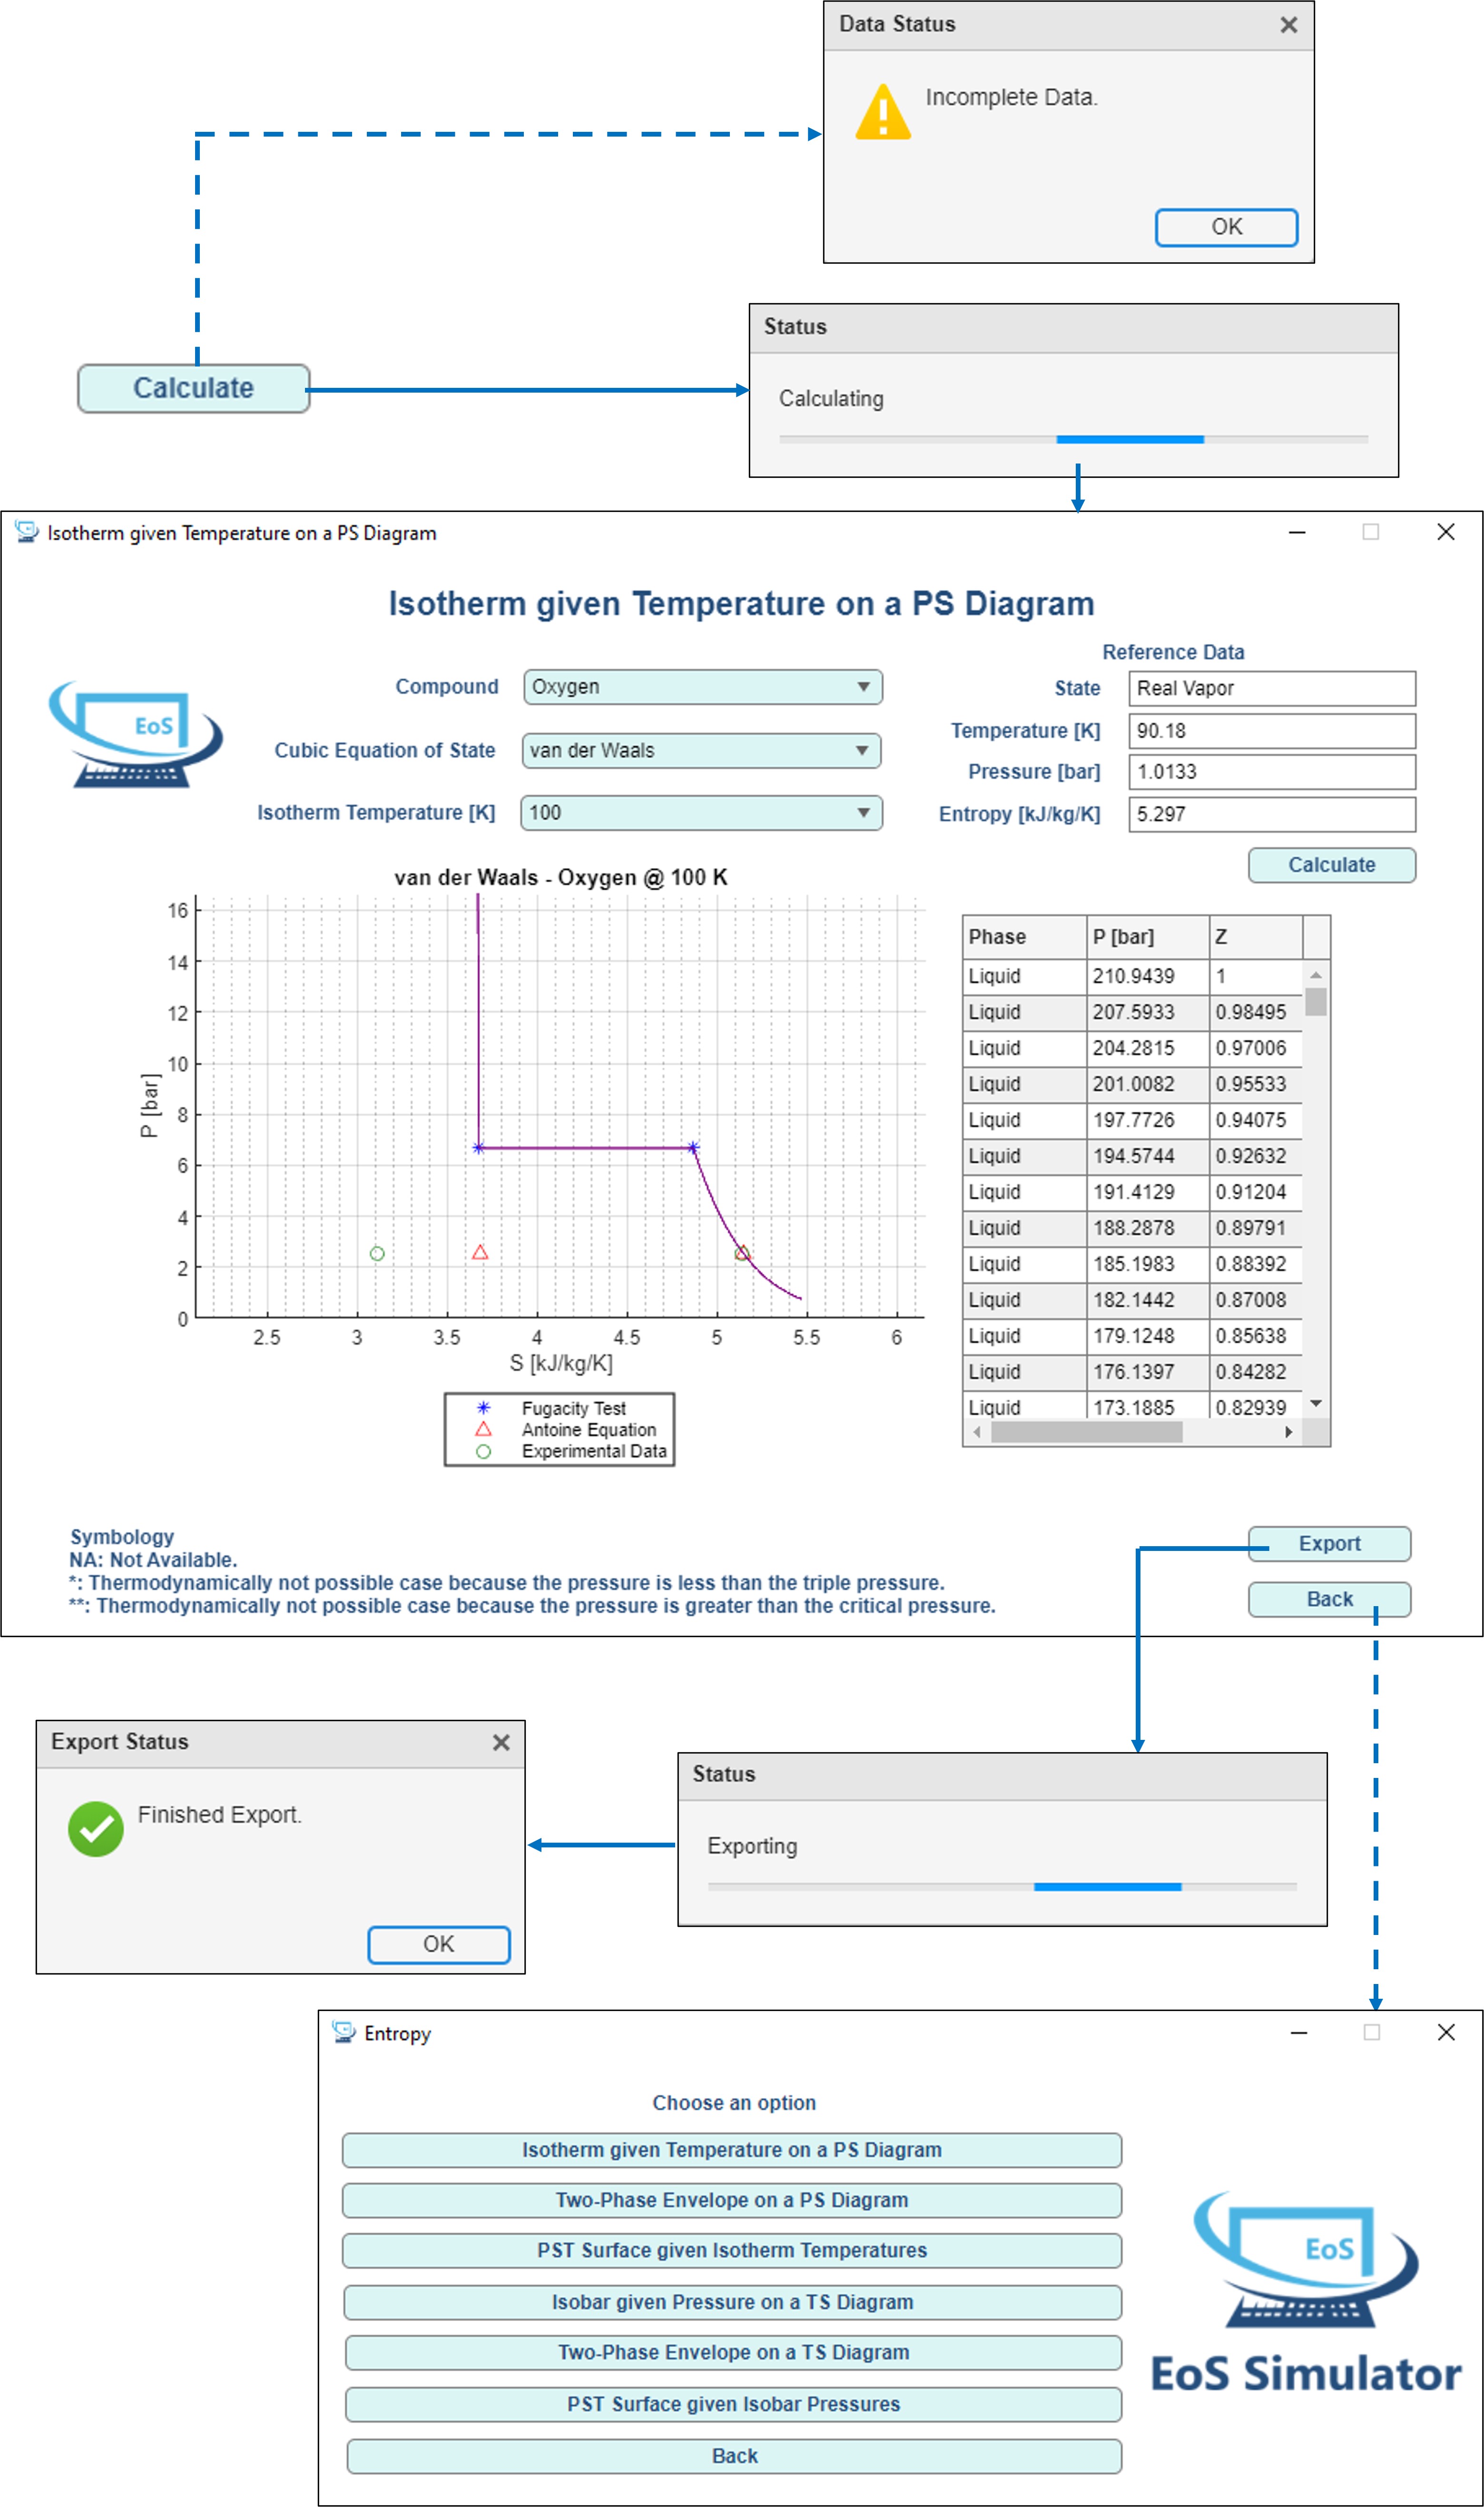 Data Status
Incomplete Data.
OK
Status
Calculate
Calculating
Isotherm given Temperature on a PS Diagram
Isotherm given Temperature on a PS Diagram
Reference Data
Compound Oxygen State Real Vapor
EoS
Temperature [K] 90.18
Cubic Equation of State van der Waals
Pressure [bar] 1.0133
Isotherm Temperature [K] 100 Entropy [kJ/kg/K] 5.297
Calculate
van der Waals - Oxygen @ 100 K
16
14
12
10
8
6
4
2
0
P [bar]
2.5 3 3.5 4 4.5 5 5.5 6
S [kJ/kg/K]
Fugacity Test
Antoine Equation
Experimental Data
Phase P [bar] Z
Liquid 210.9439 1
Liquid 207.5933 0.98495
Liquid 204.2815 0.97006
Liquid 201.0082 0.95533
Liquid 197.7726 0.94075
Liquid 194.5744 0.92632
Liquid 191.4129 0.91204
Liquid 188.2878 0.89791
Liquid 185.1983 0.88392
Liquid 182.1442 0.87008
Liquid 179.1248 0.85638
Liquid 176.1397 0.84282
Liquid 173.1885 0.82939
Symbology
NA: Not Available.
*: Thermodynamically not possible case because the pressure is less than the triple pressure.
**: Thermodynamically not possible case because the pressure is greater than the critical pressure.
Export
Back
Export Status
Finished Export.
OK
Status
Exporting
Entropy
Choose an option
Isotherm given Temperature on a PS Diagram
Two-Phase Envelope on a PS Diagram
PST Surface given Isotherm Temperatures
Isobar given Pressure on a TS Diagram
Two-Phase Envelope on a TS Diagram
PST Surface given Isobar Pressures
Back
EoS
EoS Simulator